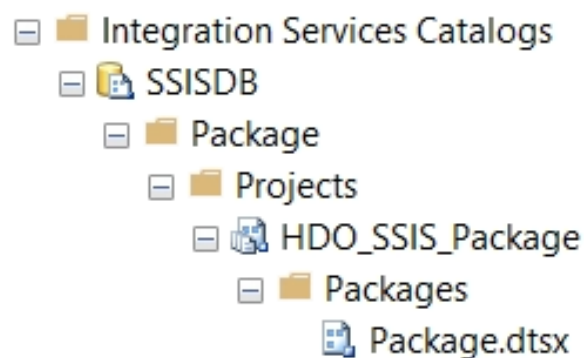 Integration Services Catalogs
SSISDB
Package
Projects
HDO_SSIS_Package
Packages
Package.dtsx